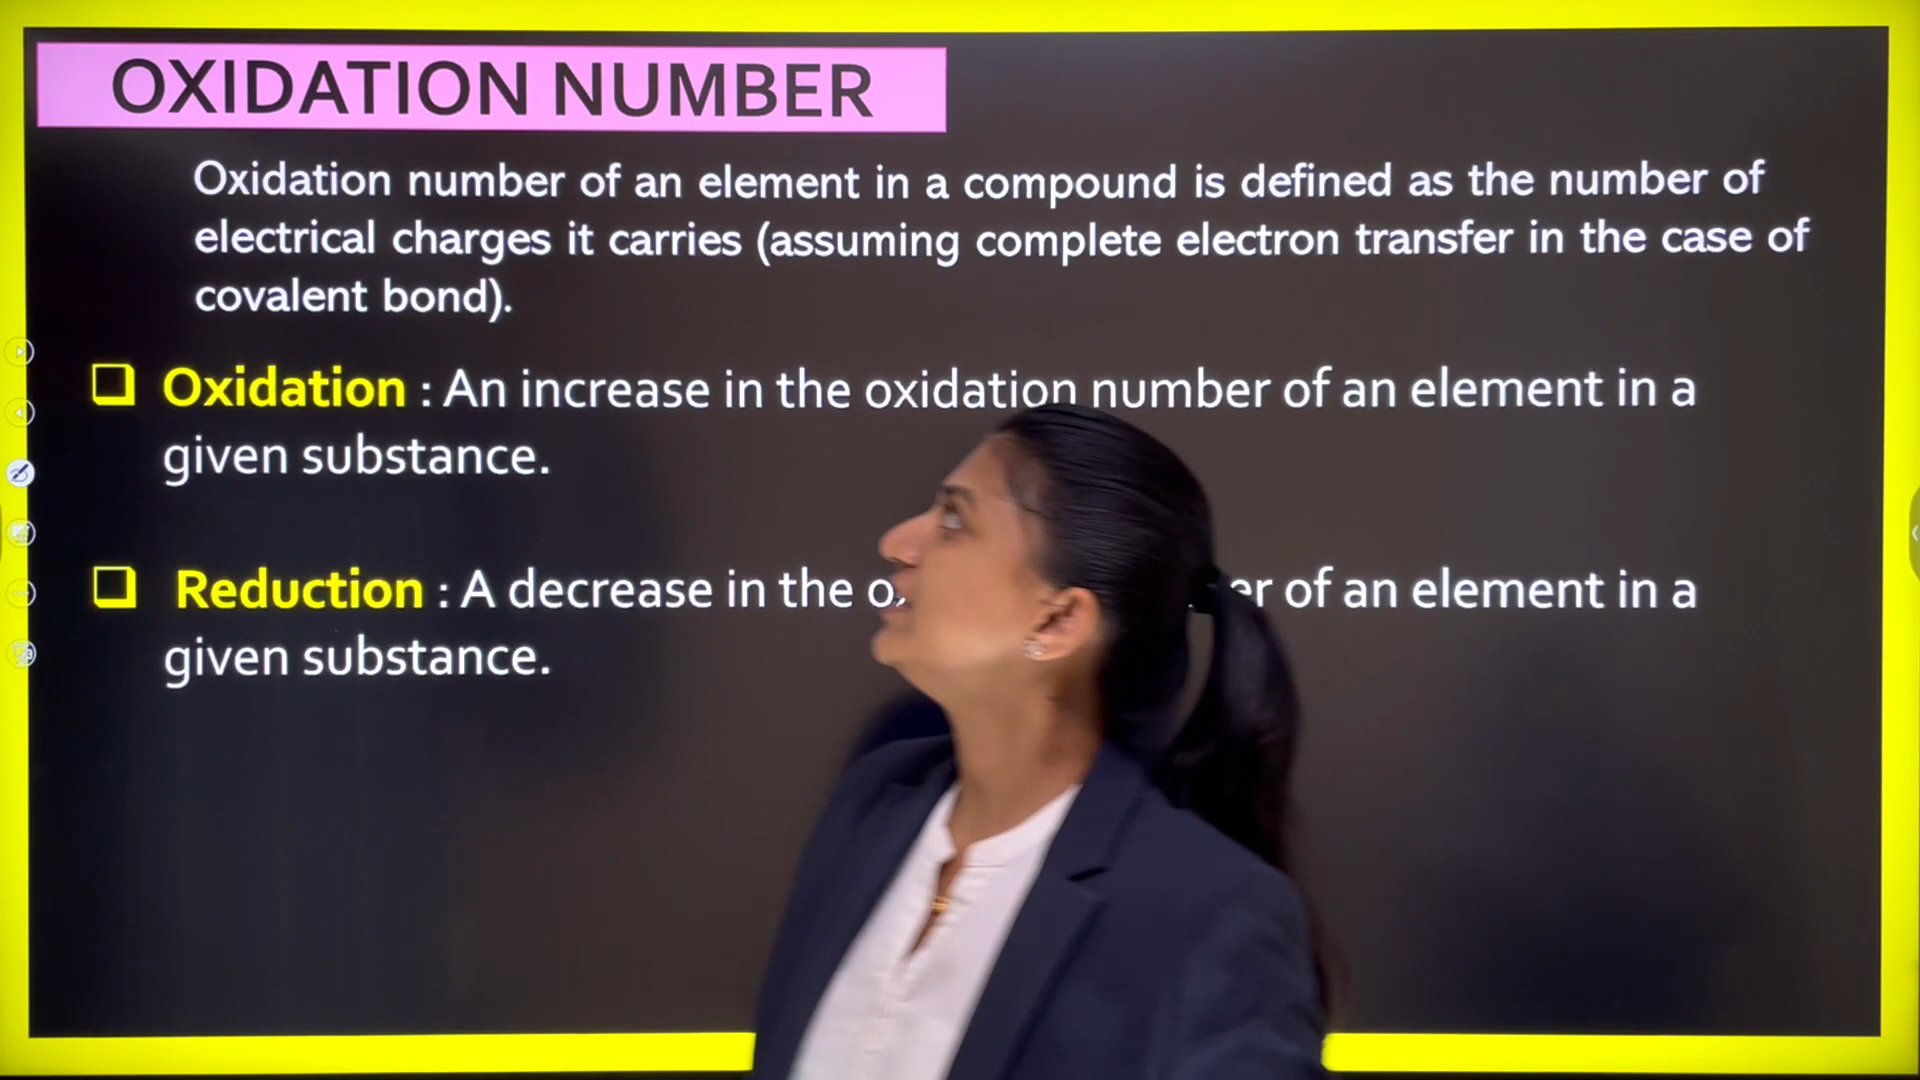 OXIDATION NUMBER
Oxidation number of an element in a compound is defined as the number of
electrical charges it carries (assuming complete electron transfer in the case of
covalent bond).
Oxidation : An increase in the oxidation number of an element in a
given substance.
Reduction : A decrease in the of an element in a
given substance.